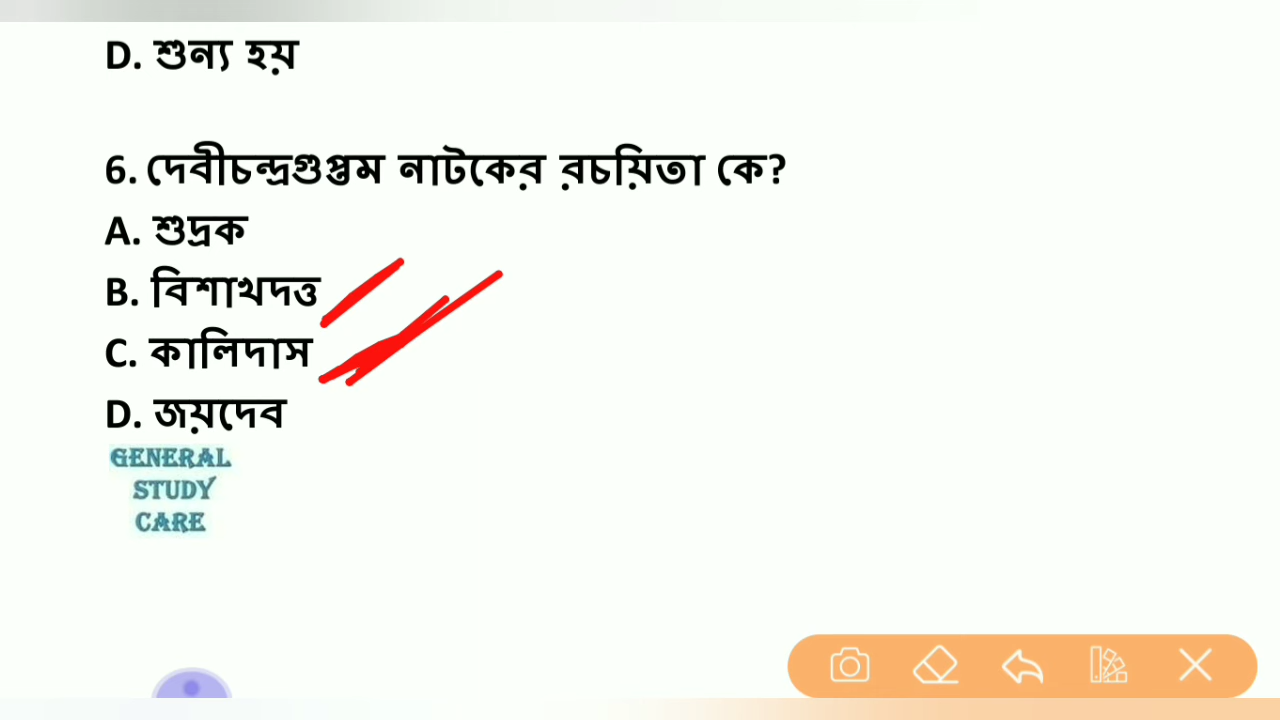 D. শুন্য হয়
6. দেবীচন্দ্রগুপ্তম নাটকের রচয়িতা কে?
A. শুদ্রক
B. বিশাখদত্ত
C. কালিদাস
D. জয়দেব
GENERAL
STUDY
CARE